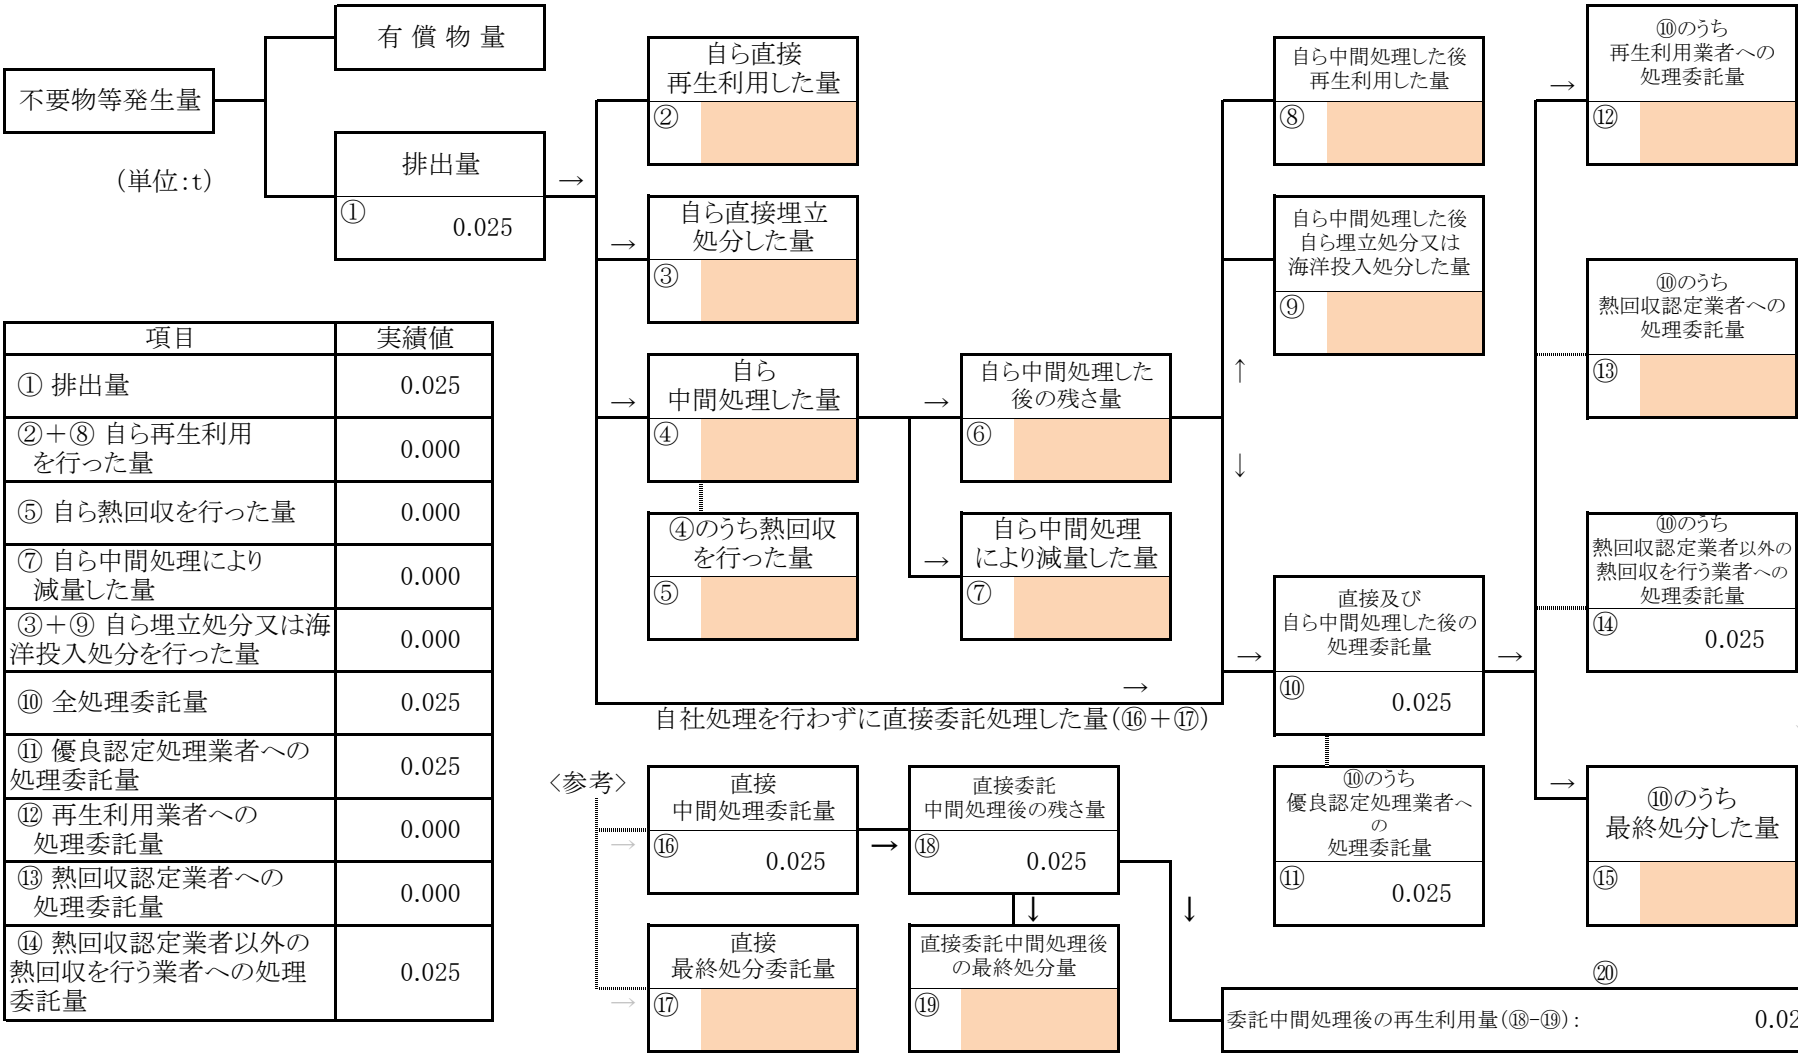 有 償 物 量
不要物等発生量
(単位:t)
排出量
→
①
0.025
項目 実績値
① 排出量 0.025
②＋⑧ 自ら再生利用
を行った量 0.000
⑤ 自ら熱回収を行った量 0.000
⑦ 自ら中間処理により
減量した量 0.000
③＋⑨ 自ら埋立処分又は海
洋投入処分を行った量 0.000
⑩ 全処理委託量 0.025
⑪ 優良認定処理業者への
処理委託量 0.025
⑫ 再生利用業者への
処理委託量 0.000
⑬ 熱回収認定業者への
処理委託量 0.000
⑭ 熱回収認定業者以外の
熱回収を行う業者への処理
委託量 0.025
自ら直接
再生利用した量
②
→
自ら直接埋立
処分した量
③
→
自ら
中間処理した量
④
④のうち熱回収
を行った量
⑤
→
自ら中間処理した
後の残さ量
⑥
→
自ら中間処理
により減量した量
⑦
→
自社処理を行わずに直接委託処理した量(⑯＋⑰)
自ら中間処理した後
再生利用した量
⑧
自ら中間処理した後
自ら埋立処分又は
海洋投入処分した量
⑨
↑
↓
→
直接及び
自ら中間処理した後の
処理委託量
⑩
0.025
→
⑩のうち
優良認定処理業者へ
の
処理委託量
⑪
0.025
→
⑩のうち
再生利用業者への
処理委託量
⑫
⑩のうち
熱回収認定業者への
処理委託量
⑬
⑩のうち
熱回収認定業者以外の
熱回収を行う業者への
処理委託量
⑭
0.025
→
⑩のうち
最終処分した量
⑮
<参考>
→
直接
中間処理委託量
⑯
0.025
→
直接委託
中間処理後の残さ量
⑱
0.025
→
直接
最終処分委託量
⑰
↓
直接委託中間処理後
の最終処分量
⑲
↓
⑳
委託中間処理後の再生利用量(⑱-⑲):
0.02